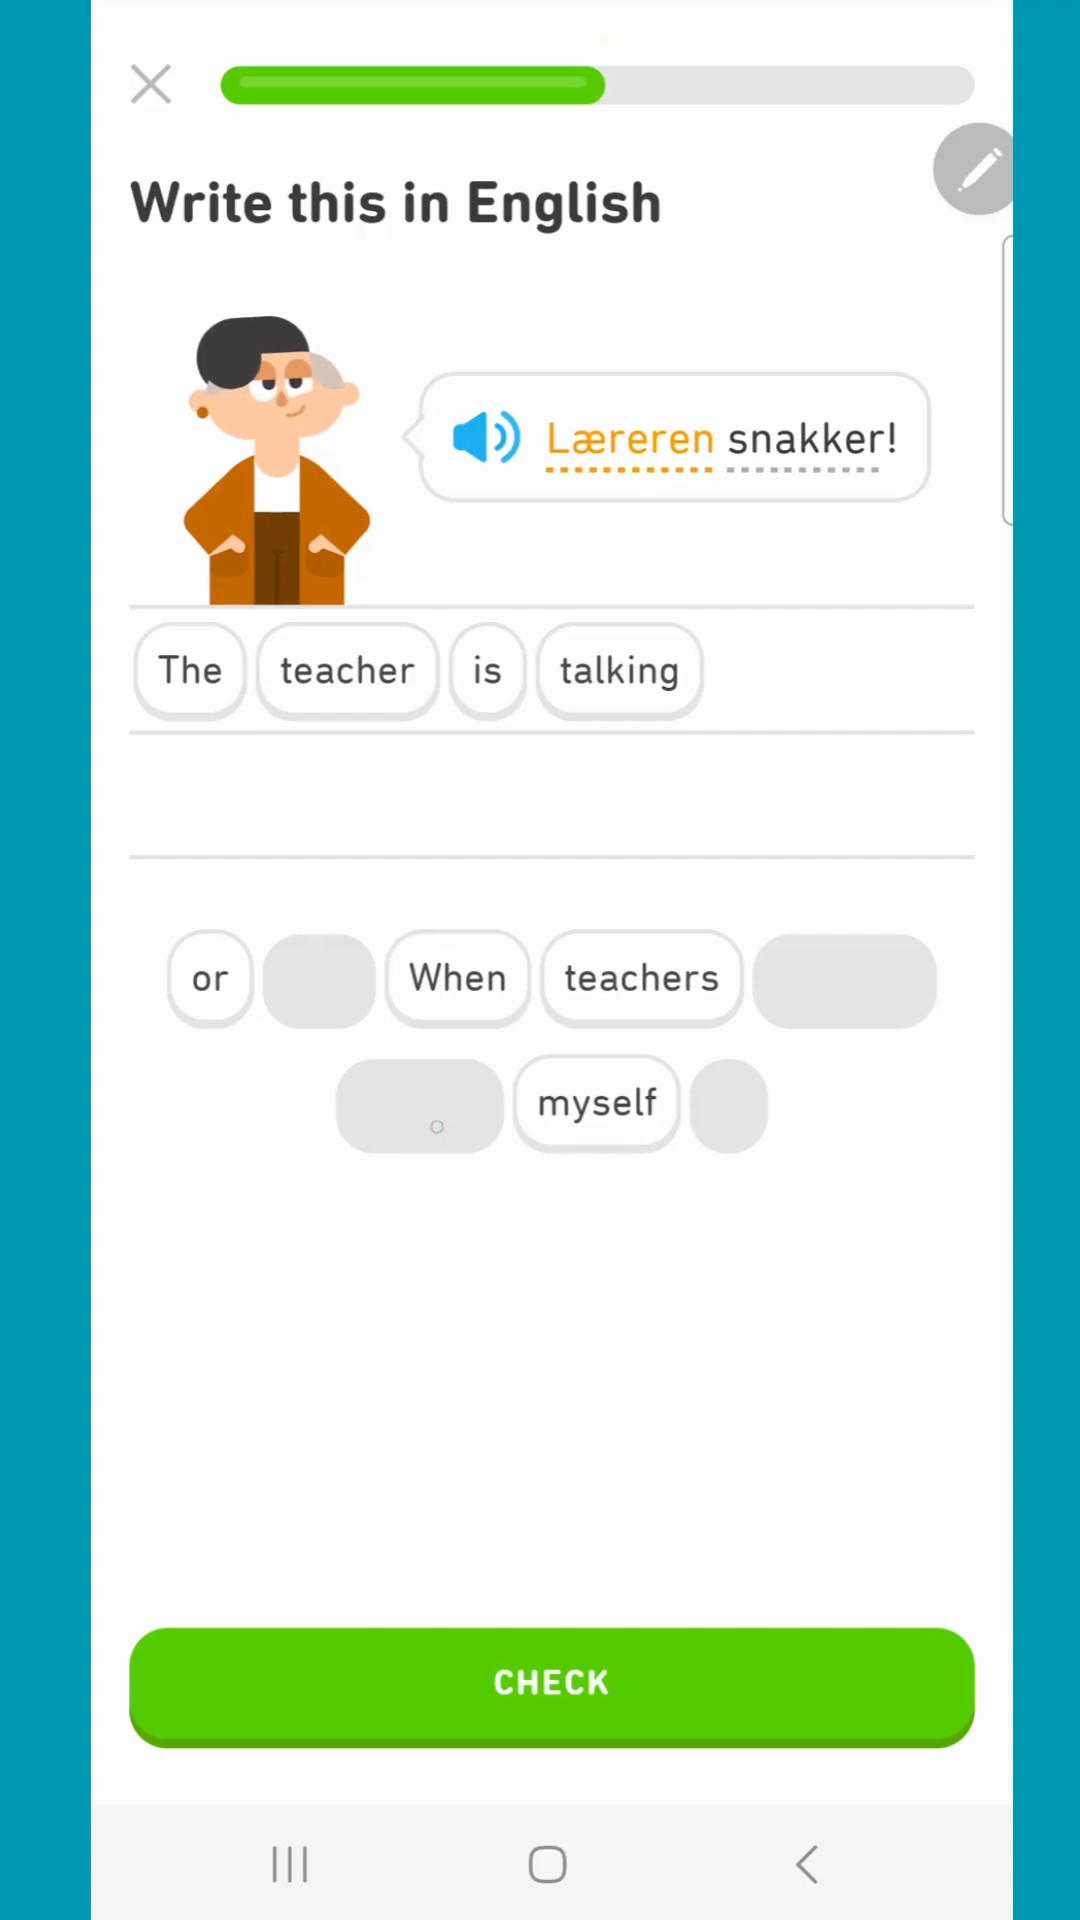 Write this in English
Læreren snakker!
The teacher is talking
or When teachers
myself
CHECK